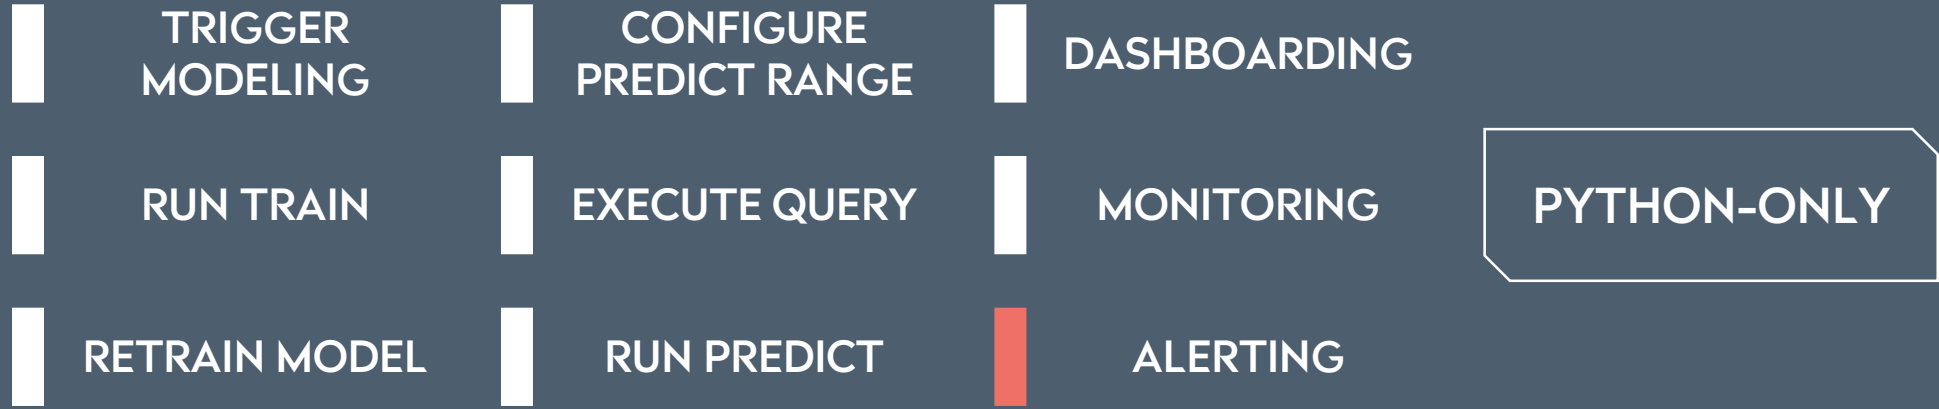 TRIGGER
MODELING
CONFIGURE
PREDICT RANGE
DASHBOARDING
RUN TRAIN
EXECUTE QUERY
MONITORING
PYTHON-ONLY
RETRAIN MODEL
RUN PREDICT
ALERTING